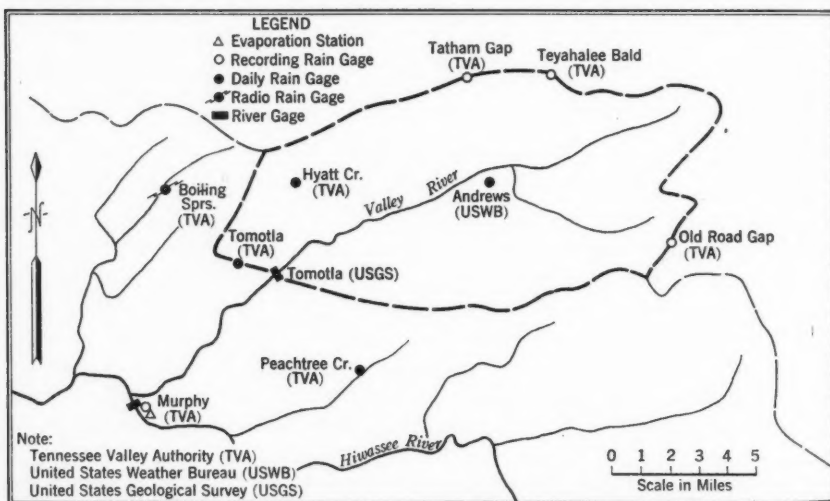 LEGEND
Evaporation Station
Recording Rain Gage
Daily Rain Gage
Radio Rain Gage
River Gage
Tatham Gap
(TVA)
Teyahalee Bald
(TVA)
N
Boiling
Sprs.
(TVA)
Hyatt Cr.
(TVA)
Valley River
Andrews
(USWB)
Tomotla
(TVA)
Tomotla (USGS)
Old Road Gap
(TVA)
Peachtree Cr.
(TVA)
Murphy
(TVA)
Hiwassee River
Note:
Tennessee Valley Authority (TVA)
United States Weather Bureau (USWB)
United States Geological Survey (USGS)
0 1 2 3 4 5
Scale in Miles